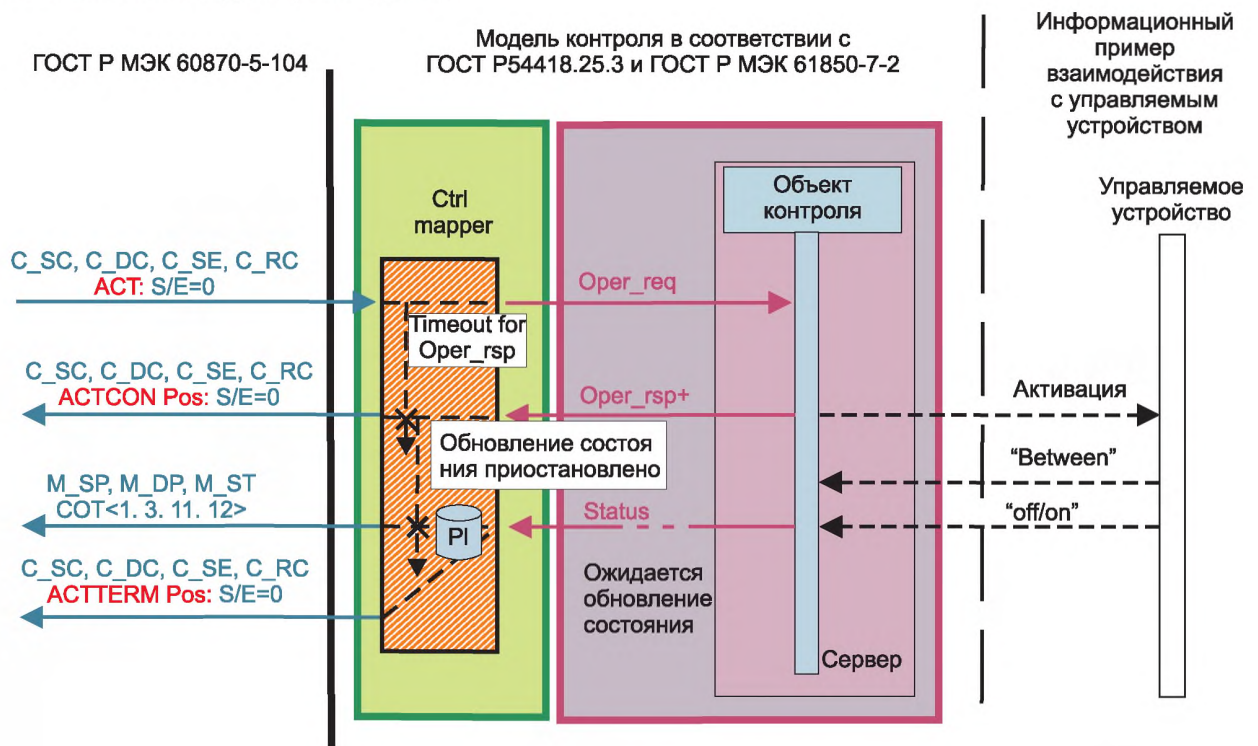 ГОСТ Р МЭК 60870-5-104
Модель контроля в соответствии с
ГОСТ Р54418.25.3 и ГОСТ Р МЭК 61850-7-2
Информационный
пример
взаимодействия
с управляемым
устройством
Ctrl
mapper
Объект
контроля
Управляемое
устройство
C_SC, C_DC, C_SE, C_RC
ACT: S/E=0
Oper_req
Timeout for
Oper_rsp
C_SC, C_DC, C_SE, C_RC
ACTCON Pos: S/E=0
Oper_rsp+
Активация
Обновление состоя
ния приостановлено
"Between"
M_SP, M_DP, M_ST
COT<1. 3. 11. 12>
PI
Status
"off/on"
C_SC, C_DC, C_SE, C_RC
ACTTERM Pos: S/E=0
Ожидается
обновление
состояния
Сервер